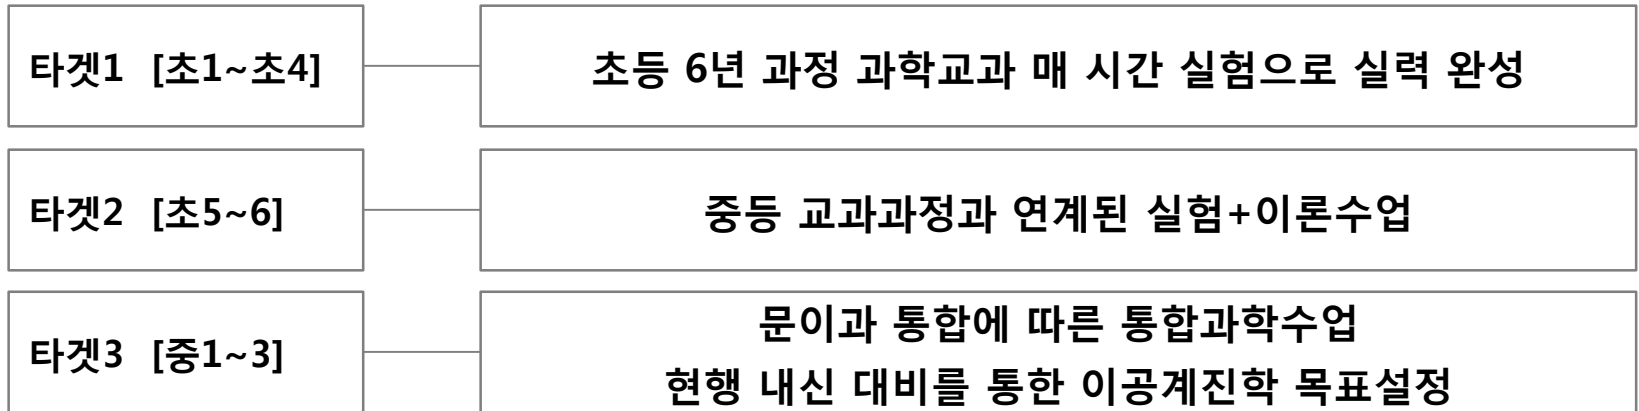 타겟1 [초1~초4]
초등 6년 과정 과학교과 매 시간 실험으로 실력 완성
타겟2 [초5~6]
중등 교과과정과 연계된 실험+이론수업
타겟3 [중1~3]
문이과 통합에 따른 통합과학수업
현행 내신 대비를 통한 이공계진학 목표설정